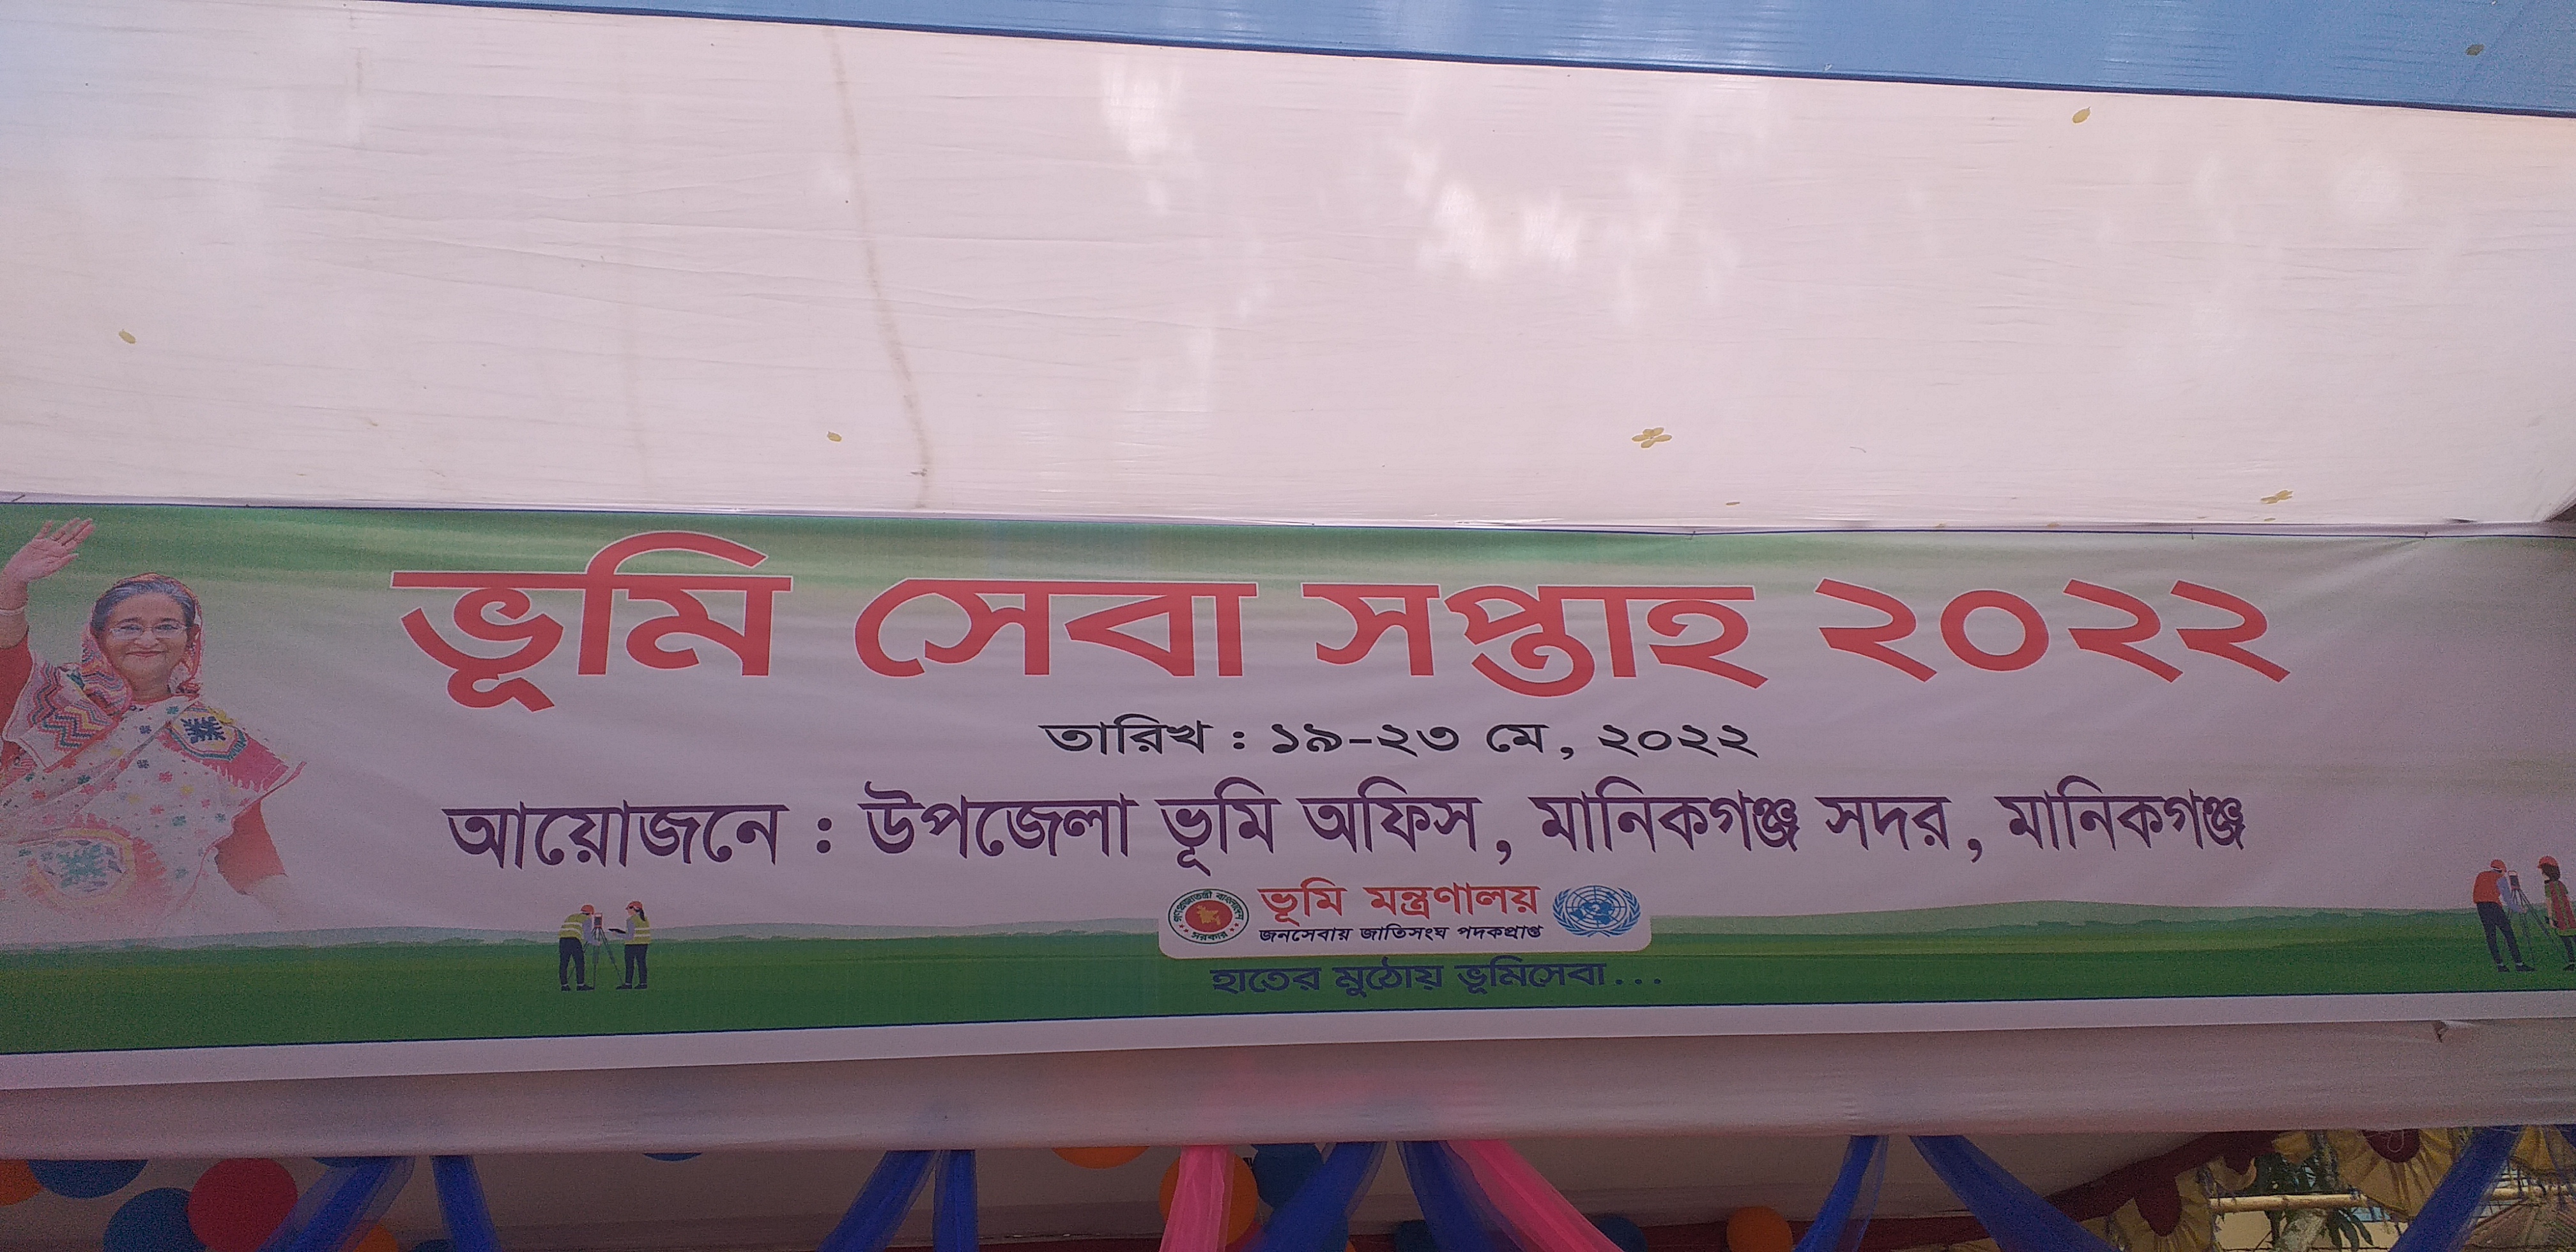 ভূমি সেবা সপ্তাহ ২০২২
তারিখ : ১৯-২৩ মে, ২০২২
আয়োজনে : উপজেলা ভূমি অফিস, মানিকগঞ্জ সদর, মানিকগঞ্জ
ভূমি মন্ত্রণালয়
জনসেবায় জাতিসংঘ পদকপ্রাপ্ত
হাতের মুঠোয় ভূমিসেবা...